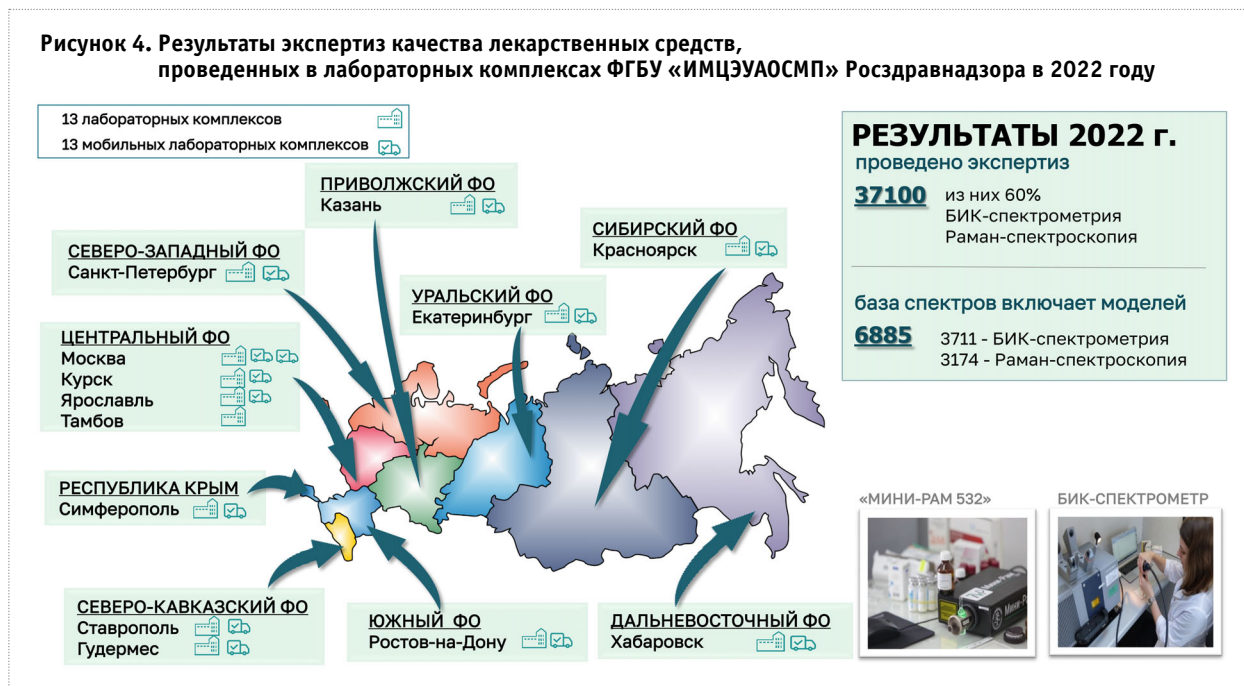 Рисунок 4. Результаты экспертиз качества лекарственных средств,
проведенных в лабораторных комплексах ФГБУ «ИМЦЭУАОСМП» Росздравнадзора в 2022 году
13 лабораторных комплексов
13 мобильных лабораторных комплексов
РЕЗУЛЬТАТЫ 2022 г.
проведено экспертиз
37100
из них 60%
БИК-спектрометрия
Раман-спектроскопия
база спектров включает моделей
6885
3711 - БИК-спектрометрия
3174 - Раман-спектроскопия
ПРИВОЛЖСКИЙ ФО
Казань
СИБИРСКИЙ ФО
Красноярск
СЕВЕРО-ЗАПАДНЫЙ ФО
Санкт-Петербург
УРАЛЬСКИЙ ФО
Екатеринбург
ЦЕНТРАЛЬНЫЙ ФО
Москва
Курск
Ярославль
Тамбов
РЕСПУБЛИКА КРЫМ
Симферополь
«МИНИ-РАМ 532»
БИК-СПЕКТРОМЕТР
СЕВЕРО-КАВКАЗСКИЙ ФО
Ставрополь
Гудермес
ЮЖНЫЙ ФО
Ростов-на-Дону
ДАЛЬНЕВОСТОЧНЫЙ ФО
Хабаровск